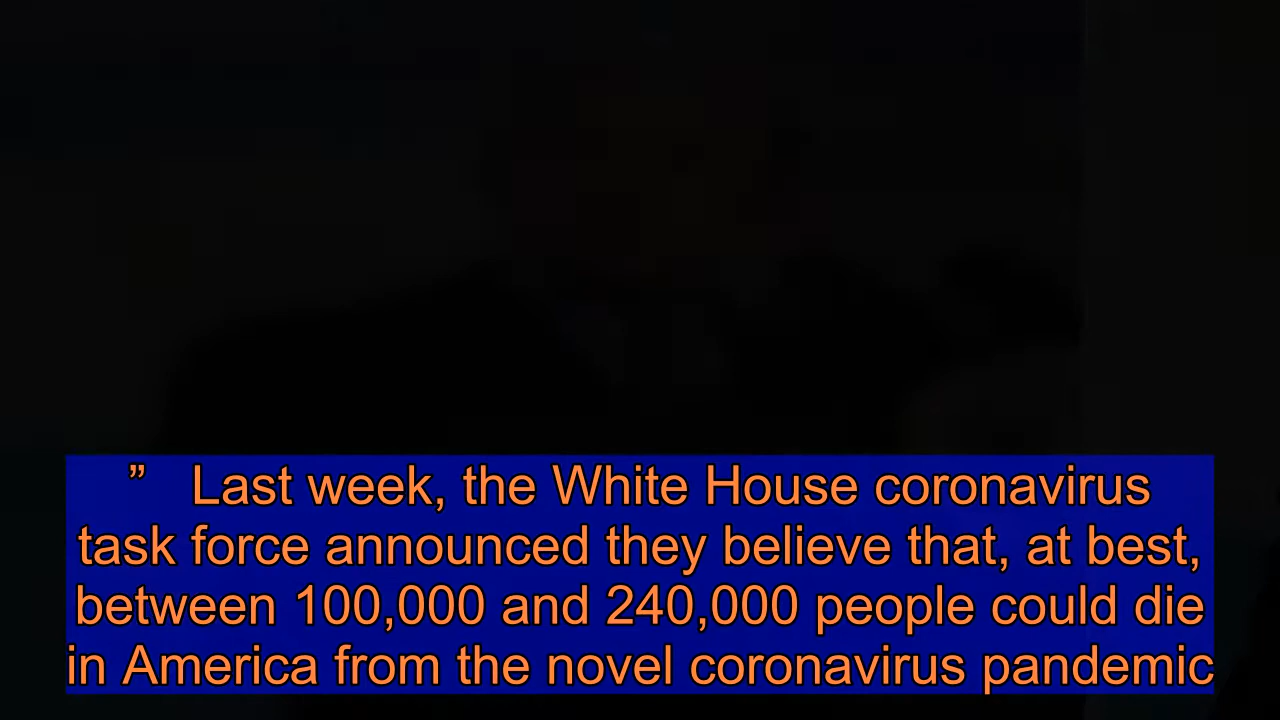 ” Last week, the White House coronavirus
task force announced they believe that, at best,
between 100,000 and 240,000 people could die
in America from the novel coronavirus pandemic